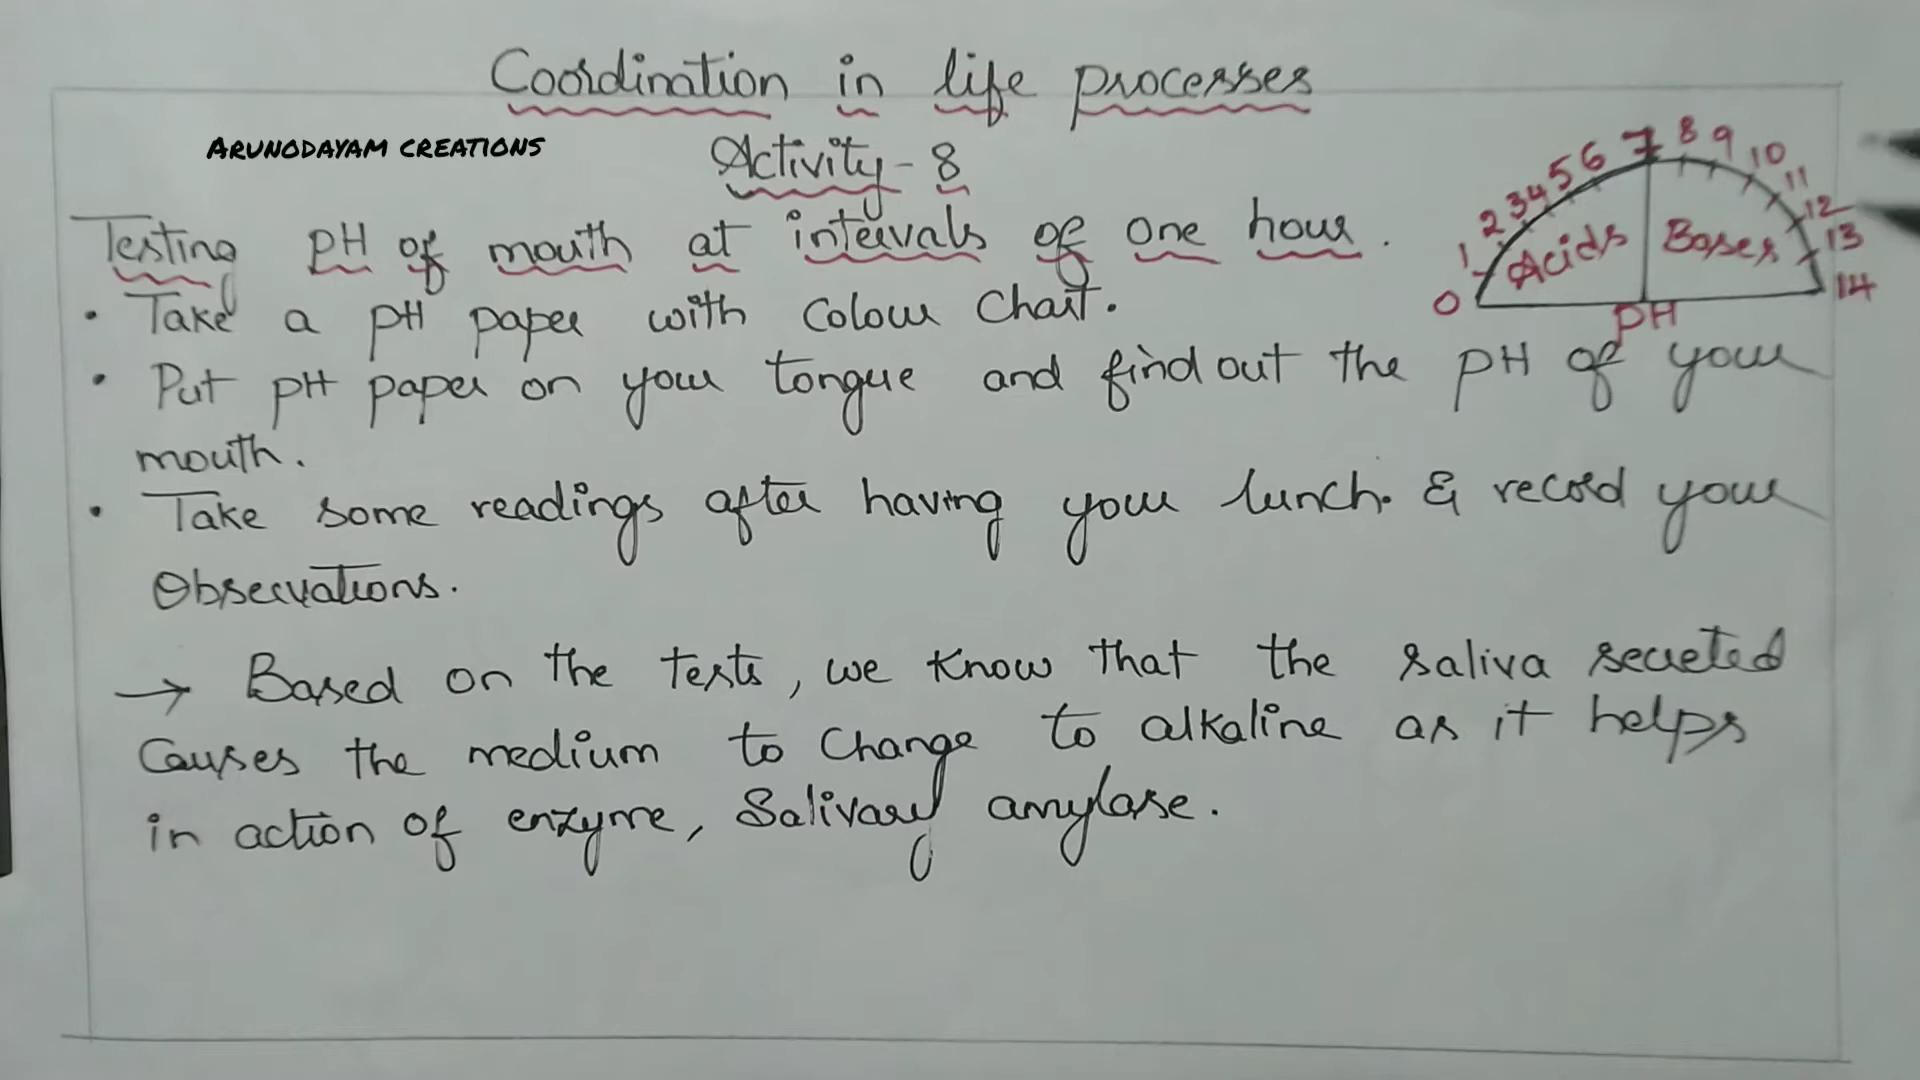 Coordination in life processes
ARUNODAYAM CREATIONS
Activity - 8
Testing pH of mouth at intervals of one hour.
0 1 2 3 4 5 6 7 8 9 10 11 12 13 14
Acids Bases
PH
• Take a pH paper with Colour Chart.
• Put pH paper on your tongue and find out the pH of your
mouth.
• Take some readings after having your lunch. & record your
Observations.
→ Based on the tests, we know that the saliva secreted
Causes the medium to Change to alkaline as it helps
in action of enzyme, Salivary amylase.